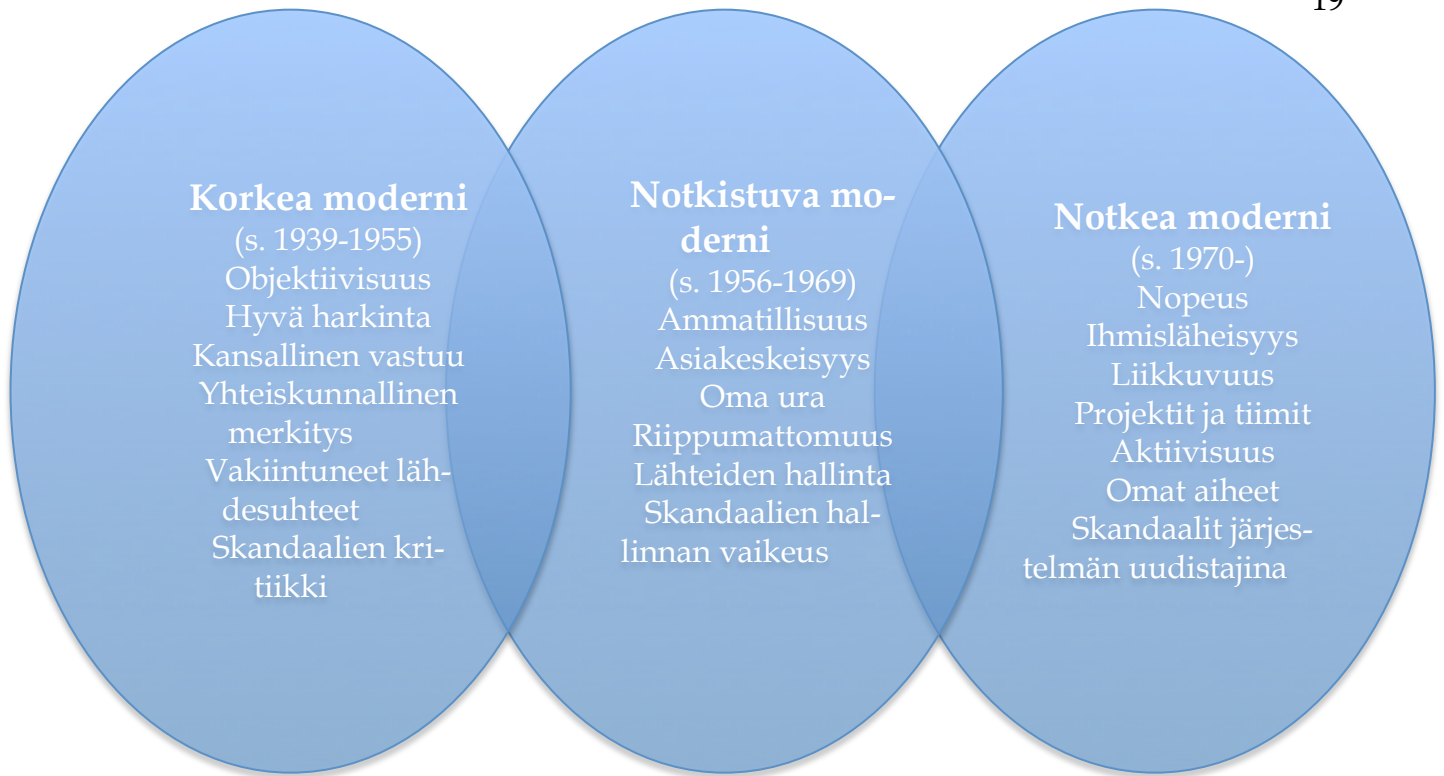 19
Korkea moderni
(s. 1939-1955)
Objektiivisuus
Hyvä harkinta
Kansallinen vastuu
Yhteiskunnallinen
merkitys
Vakiintuneet läh-
desuhteet
Skandaalien kri-
tiikki
Notkistuva mo-
derni
(s. 1956-1969)
Ammatillisuus
Asiakeskeisyys
Oma ura
Riippumattomuus
Lähteiden hallinta
Skandaalien hal-
linnan vaikeus
Notkea moderni
(s. 1970-)
Nopeus
Ihmisläheisyys
Liikkuvuus
Projektit ja tiimit
Aktiivisuus
Omat aiheet
Skandaalit järjes-
telmän uudistajina